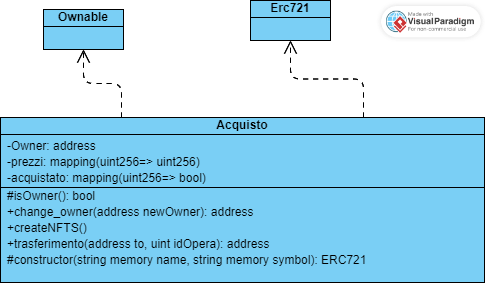 Ownable
Erc721
Made with
VisualParadigm
For non-commercial use
Acquisto
-Owner: address
-prezzi: mapping(uint256=> uint256)
-acquistato: mapping(uint256=> bool)
#isOwner(): bool
+change_owner(address newOwner): address
+createNFTS()
+trasferimento(address to, uint idOpera): address
#constructor(string memory name, string memory symbol): ERC721